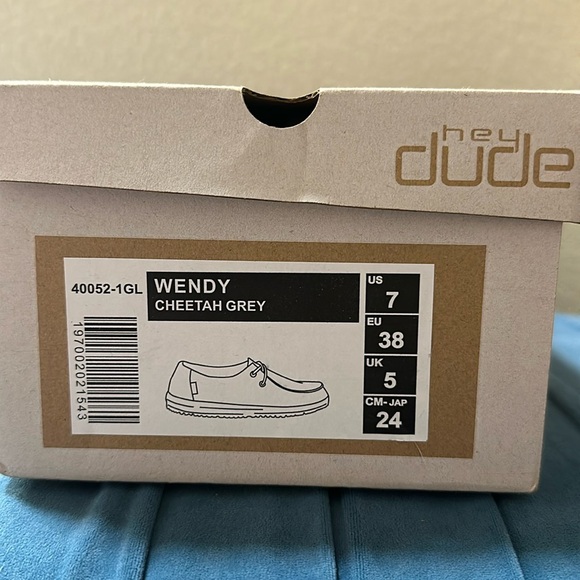 hey
dude
40052-1GL
WENDY
CHEETAH GREY
197002021543
US
7
EU
38
UK
5
CM-JAP
24